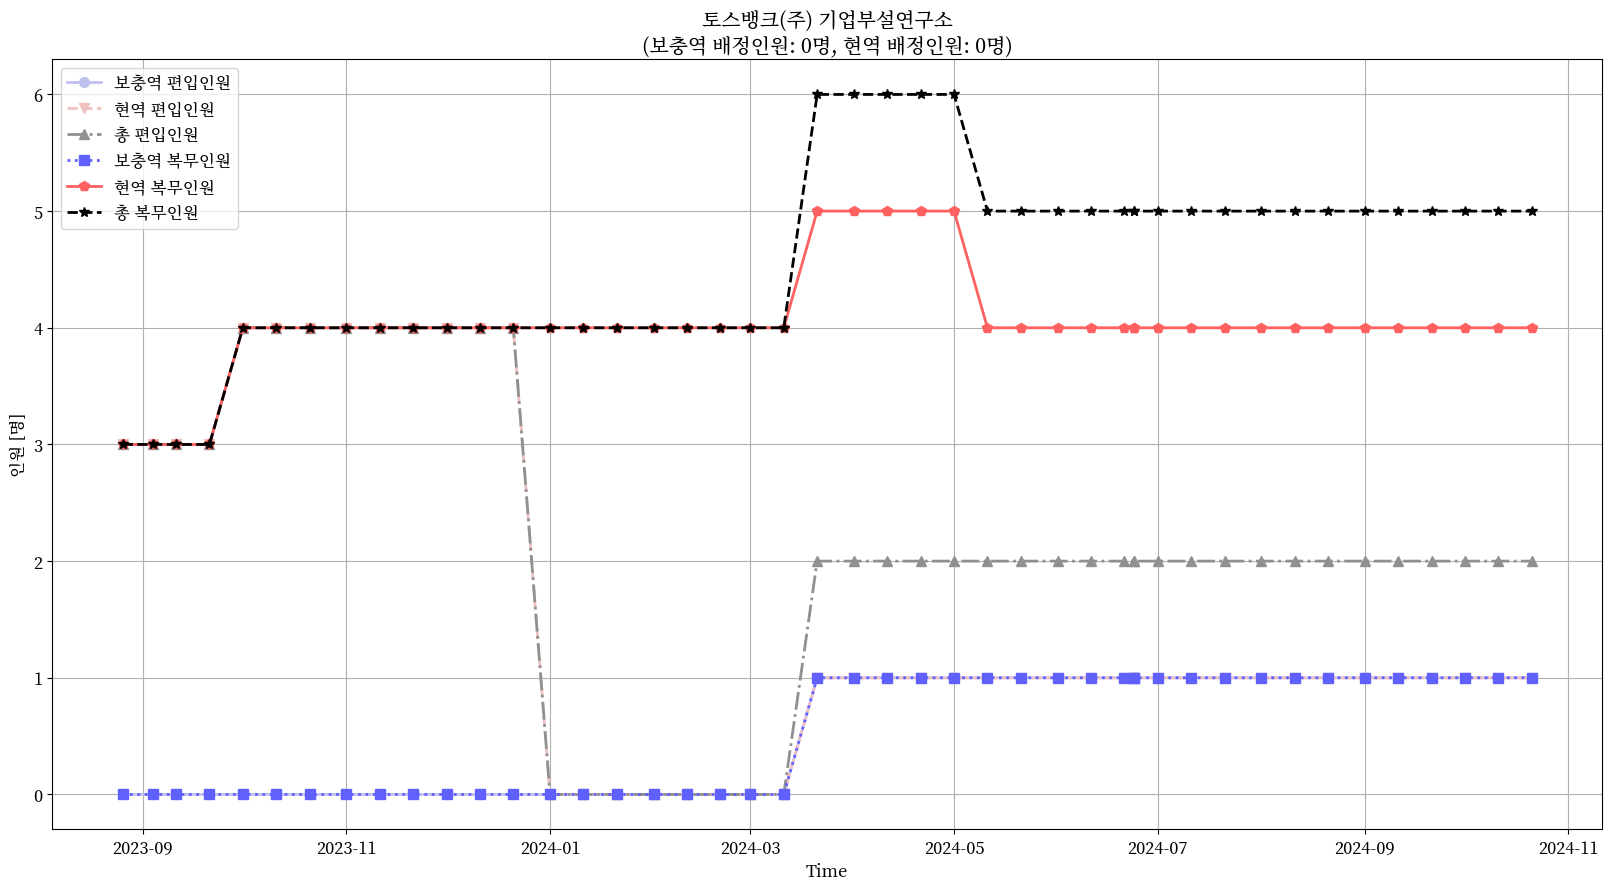 토스뱅크(주) 기업부설연구소
(보충역 배정인원: 0명, 현역 배정인원: 0명)
보충역 편입인원
현역 편입인원
총 편입인원
보충역 복무인원
현역 복무인원
총 복무인원
인원 [명]
6
5
4
3
2
1
0
2023-09
2023-11
2024-01
2024-03
2024-05
2024-07
2024-09
2024-11
Time